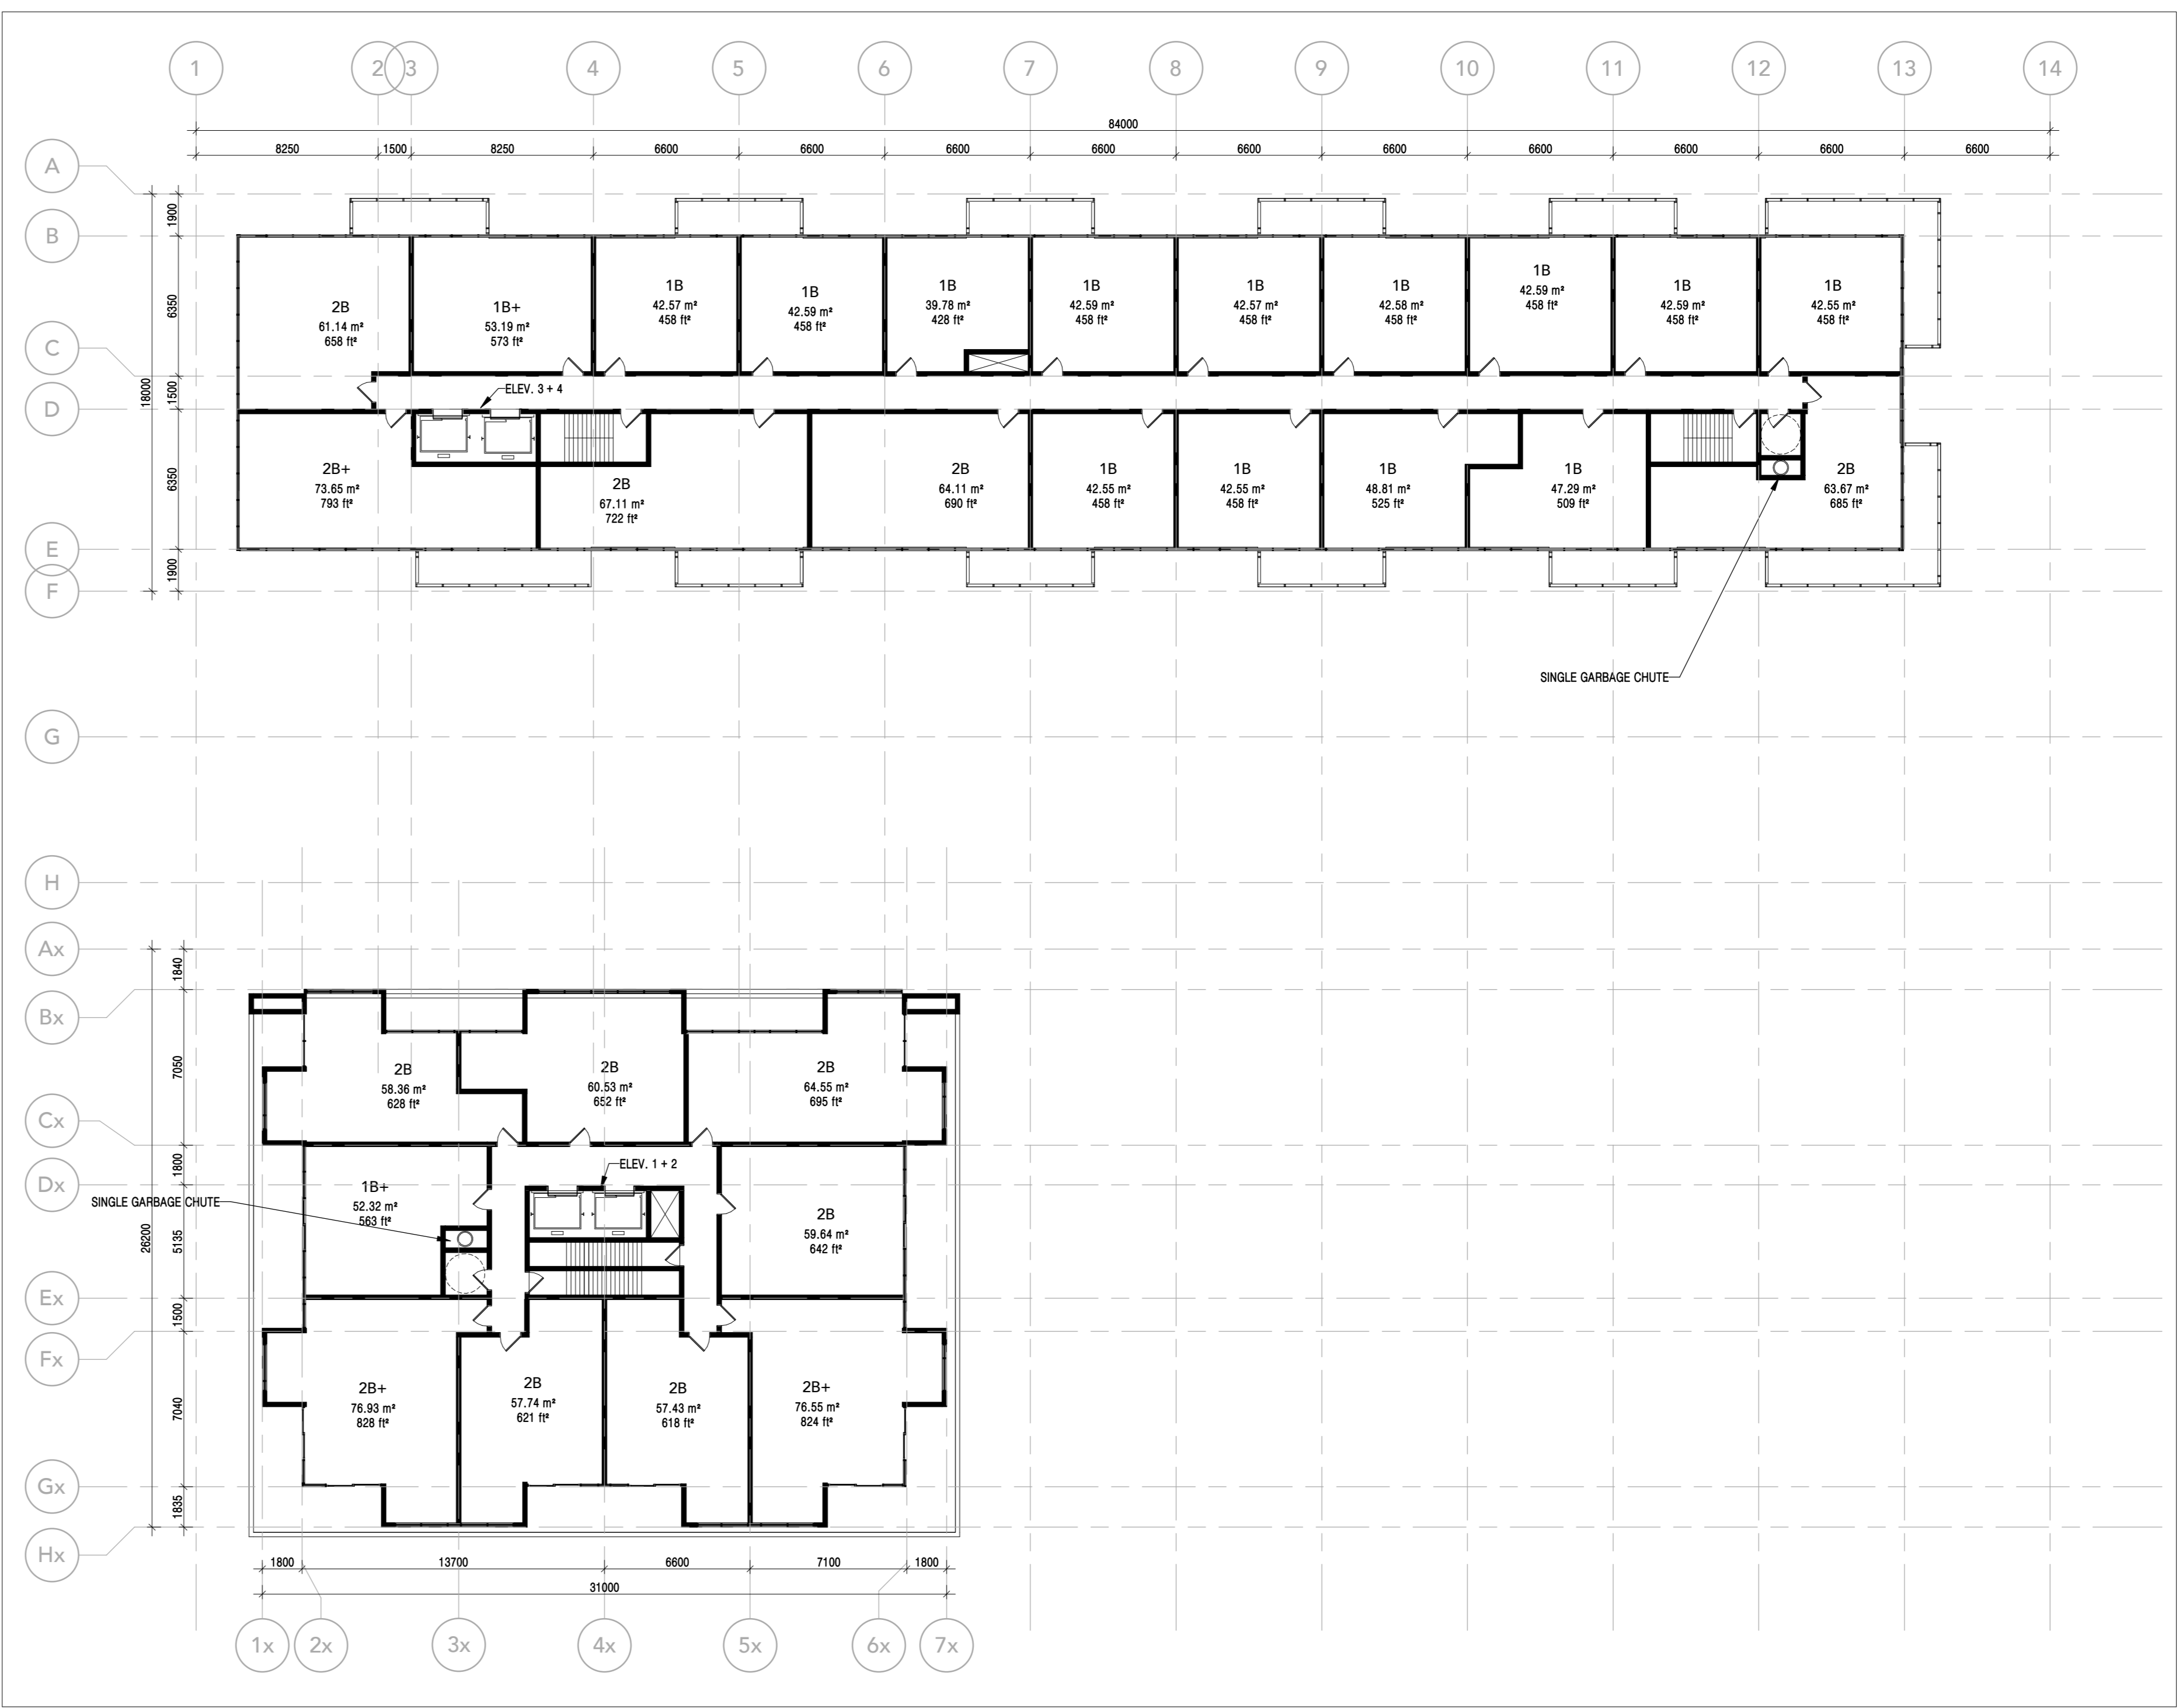 1 2 3 4 5 6 7 8 9 10 11 12 13 14
84000
8250 1500 8250 6600 6600 6600 6600 6600 6600 6600 6600 6600 6600
A
B
C
D
E
F
G
H
Ax
Bx
Cx
Dx
Ex
Fx
Gx
Hx
18000
1900
6350
1500
6350
1900
2B
61.14 m²
658 ft²
1B+
53.19 m²
573 ft²
1B
42.57 m²
458 ft²
1B
42.59 m²
458 ft²
1B
39.78 m²
428 ft²
1B
42.59 m²
458 ft²
1B
42.57 m²
458 ft²
1B
42.58 m²
458 ft²
1B
42.59 m²
458 ft²
1B
42.59 m²
458 ft²
1B
42.55 m²
458 ft²
ELEV. 3 + 4
2B+
73.65 m²
793 ft²
2B
67.11 m²
722 ft²
2B
64.11 m²
690 ft²
1B
42.55 m²
458 ft²
1B
42.55 m²
458 ft²
1B
48.81 m²
525 ft²
1B
47.29 m²
509 ft²
2B
63.67 m²
685 ft²
SINGLE GARBAGE CHUTE
26200
1840
7050
1800
5135
1500
7040
1835
2B
58.36 m²
628 ft²
2B
60.53 m²
652 ft²
2B
64.55 m²
695 ft²
ELEV. 1 + 2
1B+
52.32 m²
563 ft²
SINGLE GARBAGE CHUTE
2B
59.64 m²
642 ft²
2B+
76.93 m²
828 ft²
2B
57.74 m²
621 ft²
2B
57.43 m²
618 ft²
2B+
76.55 m²
824 ft²
1800 13700 6600 7100 1800
31000
1x 2x 3x 4x 5x 6x 7x